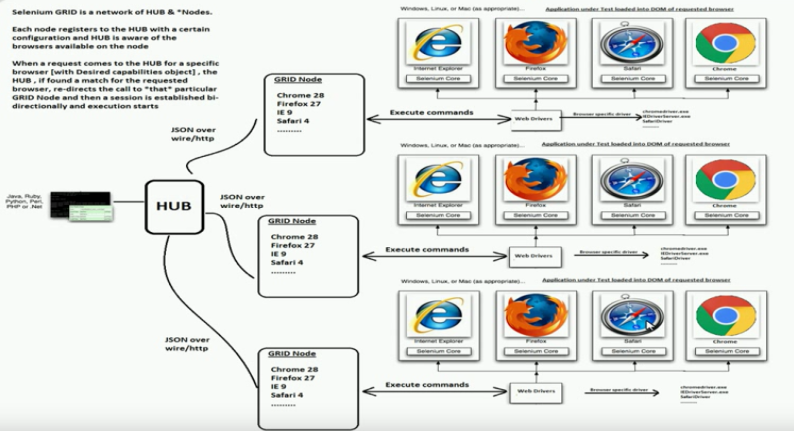 Selenium GRID is a network of HUB & *Nodes.
Each node registers to the HUB with a certain
configuration and HUB is aware of the
browsers available on the node
When a request comes to the HUB for a specific
browser [with Desired capabilities object] , the
HUB , if found a match for the requested
browser, re-directs the call to *that* particular
GRID Node and then a session is established bi-
directionally and execution starts
Java, Ruby,
Python, Perl,
PHP or .Net
HUB
JSON over
wire/http
JSON over
wire/http
JSON over
wire/http
GRID Node
Chrome 28
Firefox 27
IE 9
Safari 4
.........
Execute commands
Windows, Linux, or Mac (as appropriate)...
Application under Test loaded into DOM of requested browser
Internet Explorer
Firefox
Safari
Chrome
Selenium Core
Selenium Core
Selenium Core
Selenium Core
Web Drivers
Browser specific driver
chromedriver.exe
IEDriverServer.exe
SafariDriver
GRID Node
Chrome 28
Firefox 27
IE 9
Safari 4
.........
Execute commands
Windows, Linux, or Mac (as appropriate)...
Application under Test loaded into DOM of requested browser
Internet Explorer
Firefox
Safari
Chrome
Selenium Core
Selenium Core
Selenium Core
Selenium Core
Web Drivers
Browser specific driver
chromedriver.exe
IEDriverServer.exe
SafariDriver
GRID Node
Chrome 28
Firefox 27
IE 9
Safari 4
.........
Execute commands
Windows, Linux, or Mac (as appropriate)...
Application under Test loaded into DOM of requested browser
Internet Explorer
Firefox
Safari
Chrome
Selenium Core
Selenium Core
Selenium Core
Selenium Core
Web Drivers
Browser specific driver
chromedriver.exe
IEDriverServer.exe
SafariDriver